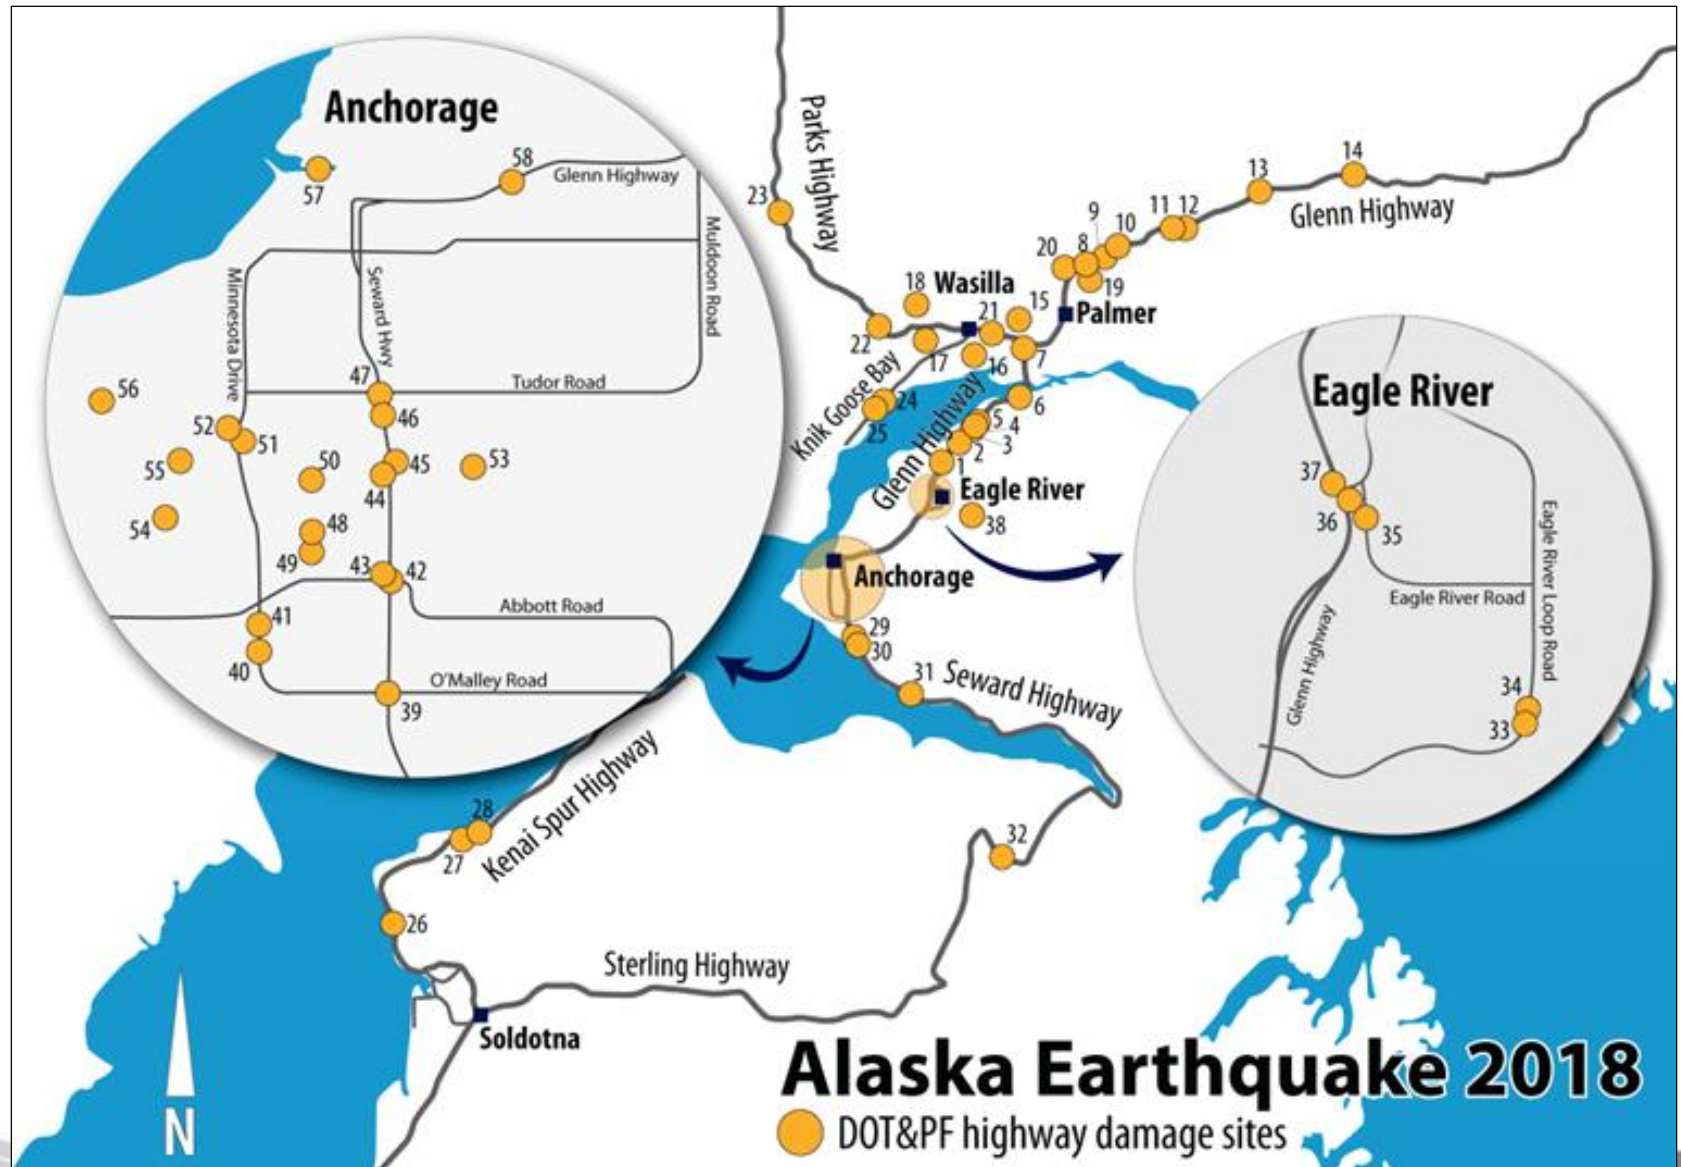 Anchorage
58
Glenn Highway
57
Muldoon Road
Minnesota Drive
Seward Hwy
47
Tudor Road
56
46
52
51
55
50
45
53
44
54
48
49
43
42
Abbott Road
41
40
O'Malley Road
39
Parks Highway
23
14
13
Glenn Highway
11
12
9
10
20
8
19
18
Wasilla
21
15
Palmer
22
17
16
7
Knik Goose Bay
24
25
Glenn Highway
6
5
4
3
2
1
Eagle River
38
Anchorage
29
30
31
Seward Highway
Eagle River
37
36
35
Eagle River Road
Eagle River Loop Road
Glenn Highway
34
33
28
27
Kenai Spur Highway
32
26
Sterling Highway
Soldotna
N
Alaska Earthquake 2018
DOT&PF highway damage sites